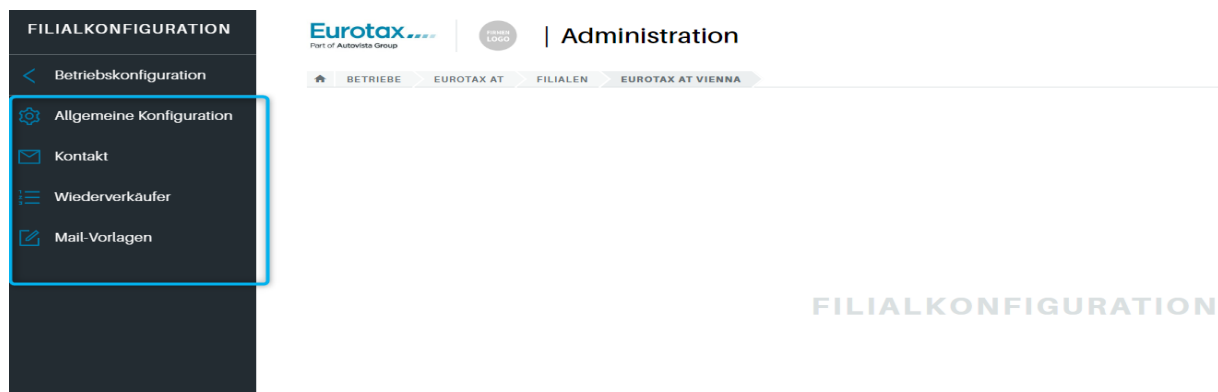 FILIALKONFIGURATION
Betriebskonfiguration
Allgemeine Konfiguration
Kontakt
Wiederverkäufer
Mail-Vorlagen
Eurotax....
Part of Autovista Group
FIRMEN
LOGO
| Administration
BETRIEBE EUROTAX AT FILIALEN EUROTAX AT VIENNA
FILIALKONFIGURATION